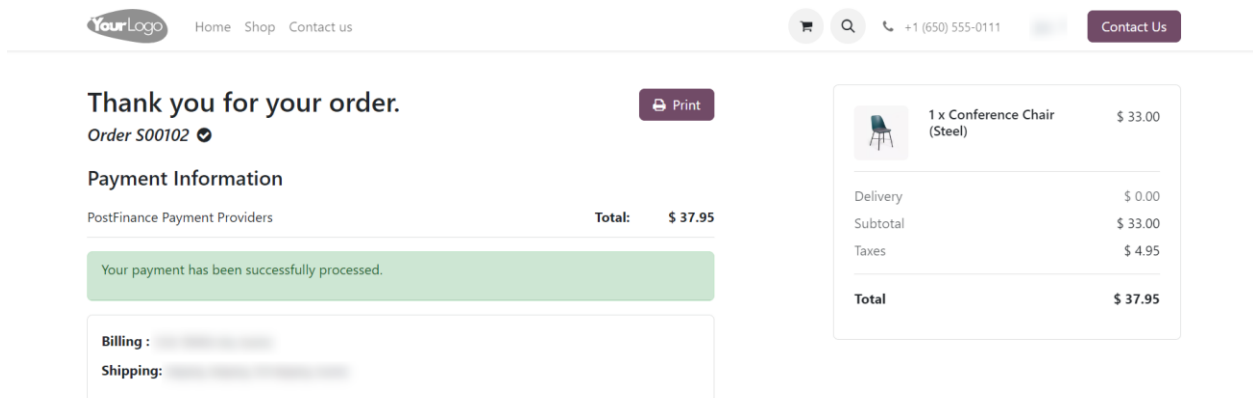 YourLogo Home Shop Contact us +1 (650) 555-0111 Contact Us
Thank you for your order.
Print
Order S00102
Payment Information
PostFinance Payment Providers Total: $ 37.95
Your payment has been successfully processed.
Billing :
Shipping:
1 x Conference Chair $ 33.00
(Steel)
Delivery $ 0.00
Subtotal $ 33.00
Taxes $ 4.95
Total $ 37.95